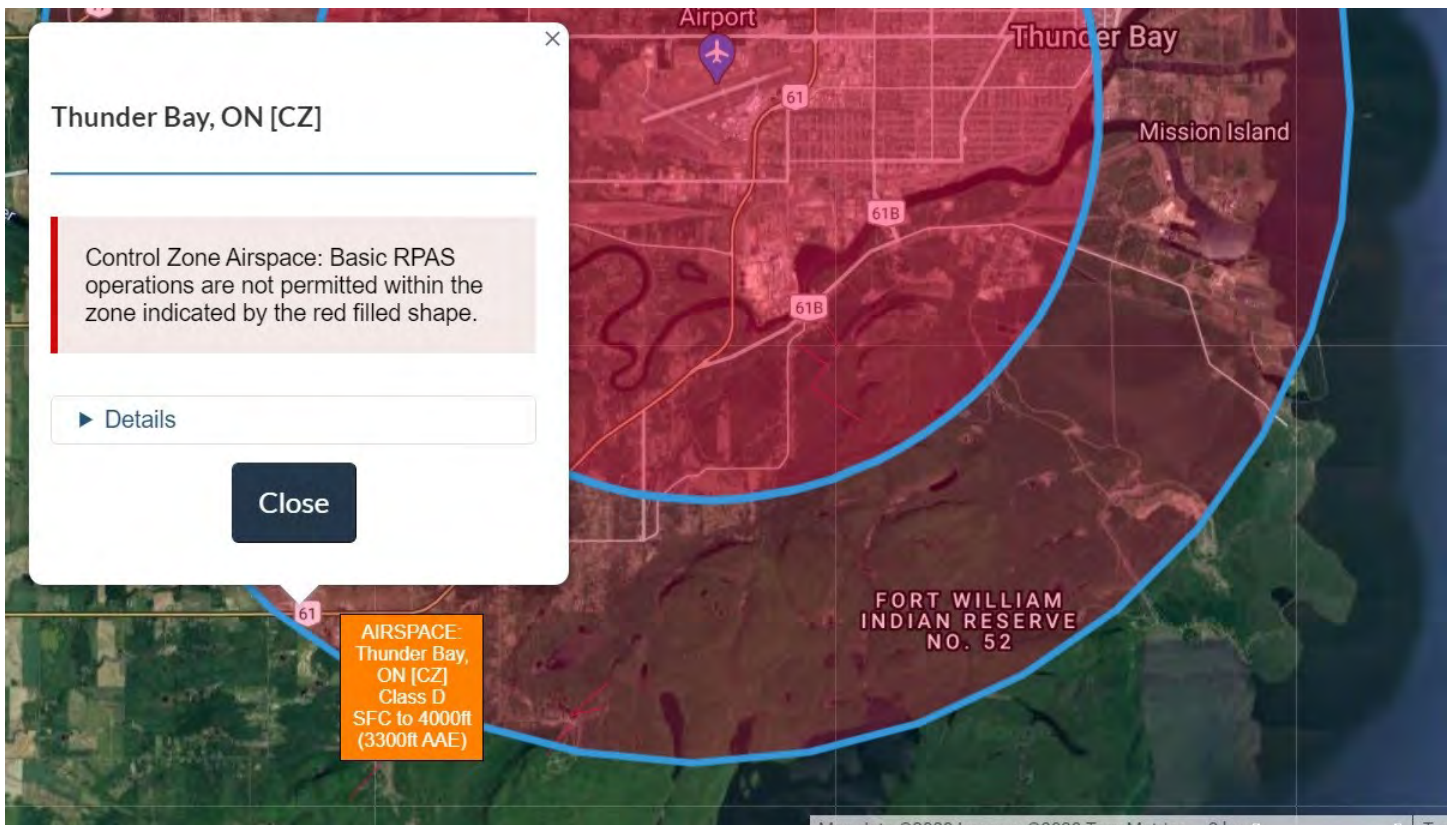 Airport
Thunder Bay
61
Mission Island
61B
61B
×
Thunder Bay, ON [CZ]
Control Zone Airspace: Basic RPAS
operations are not permitted within the
zone indicated by the red filled shape.
▶ Details
Close
61
AIRSPACE:
Thunder Bay,
ON [CZ]
Class D
SFC to 4000ft
(3300ft AAE)
FORT WILLIAM
INDIAN RESERVE
NO. 52